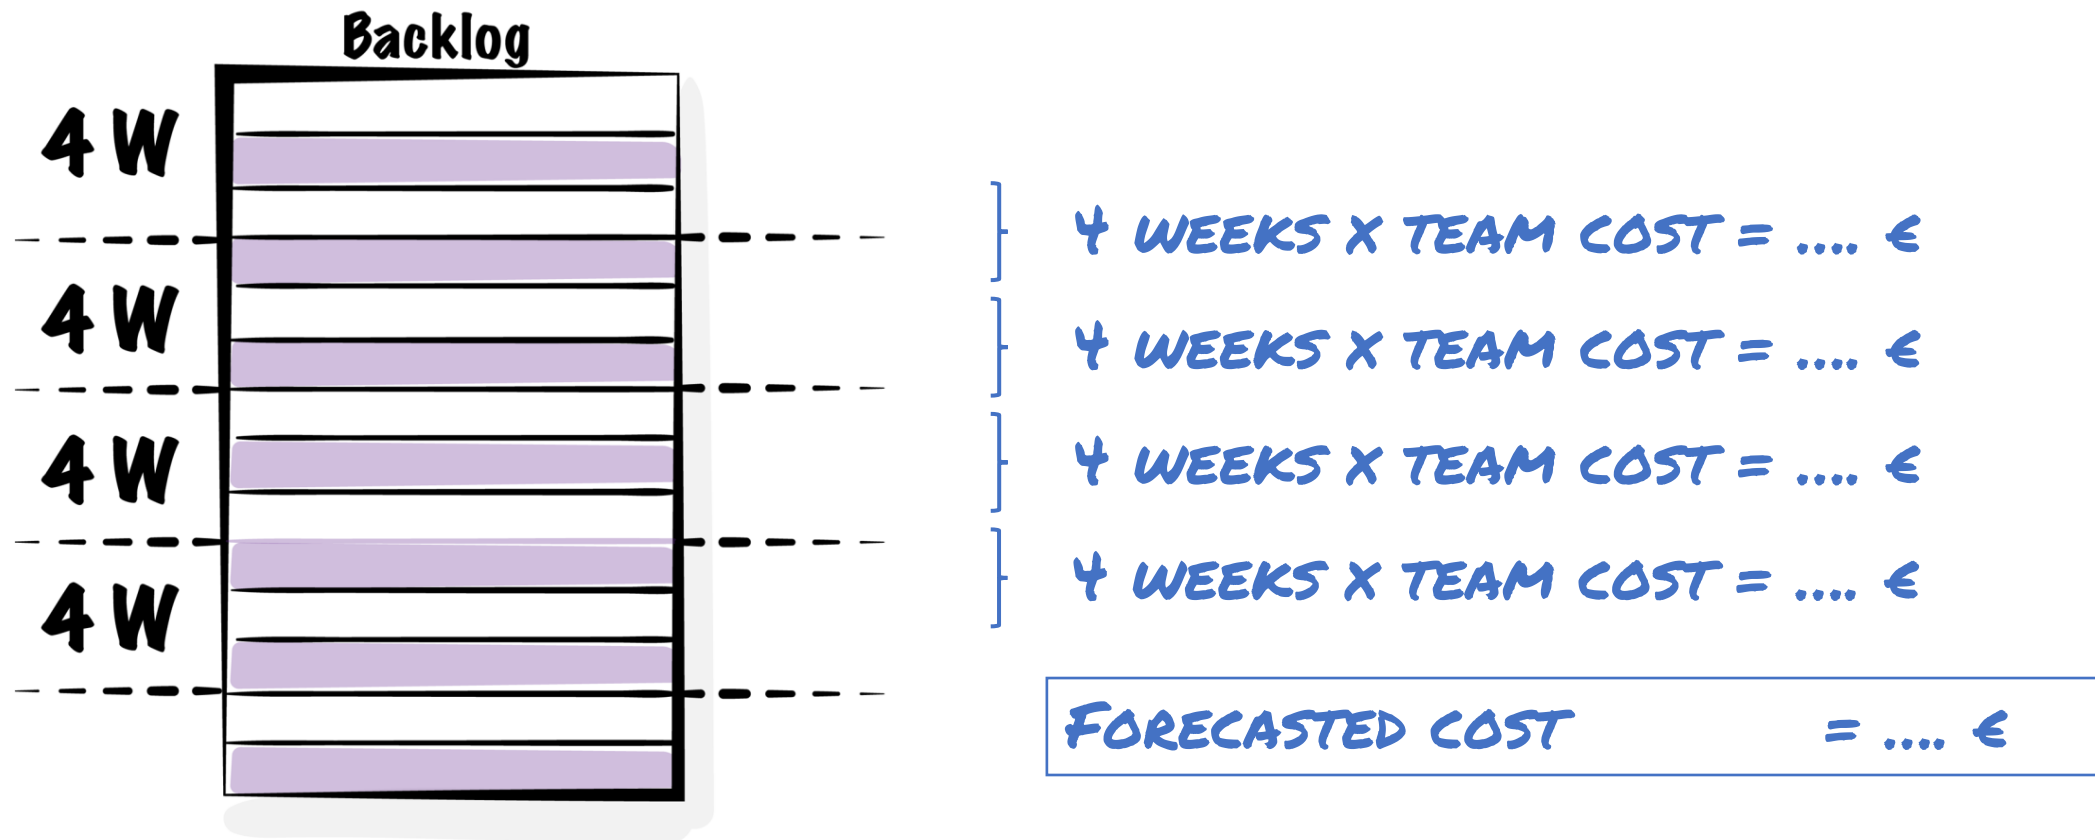 Backlog
4 W
4 W
4 W
4 W
4 WEEKS X TEAM COST = .... €
4 WEEKS X TEAM COST = .... €
4 WEEKS X TEAM COST = .... €
4 WEEKS X TEAM COST = .... €
FORECASTED COST = .... €